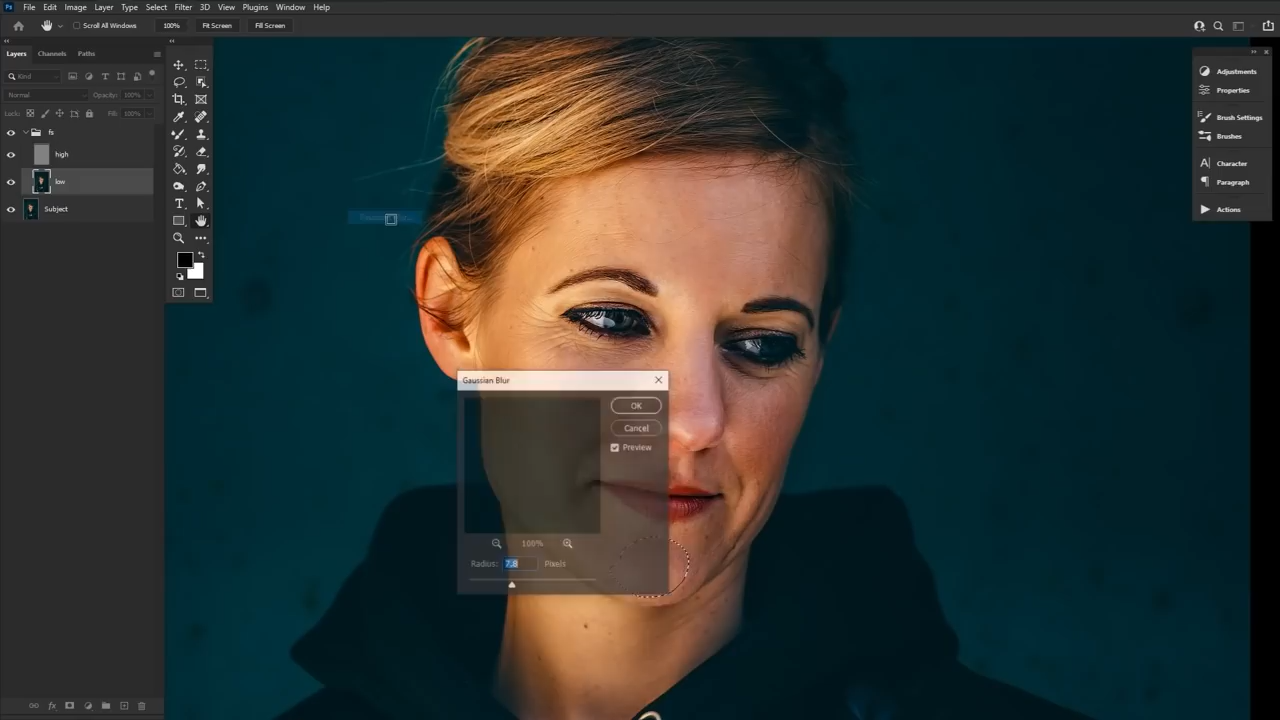 Ps File Edit Image Layer Type Select Filter 3D View Plugins Window Help
Scroll All Windows 100% Fit Screen Fill Screen
Layers Channels Paths
Kind
Normal Opacity: 100%
Lock: Fill: 100%
fs
high
low
Subject
T
Gaussian Blur
OK
Cancel
Preview
100%
Radius: 7.8 Pixels
Adjustments
Properties
Brush Settings
Brushes
Character
Paragraph
Actions